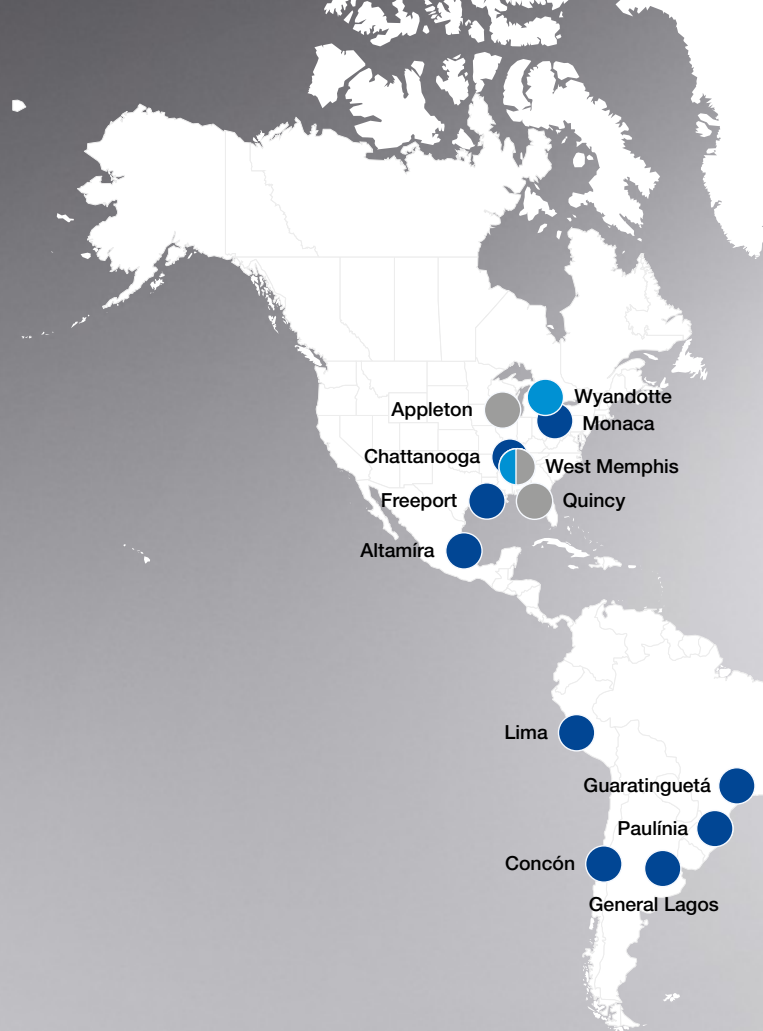 Wyandotte
Appleton
Monaca
Chattanooga
West Memphis
Freeport
Quincy
Altamíra
Lima
Guaratinguetá
Paulínia
Concón
General Lagos